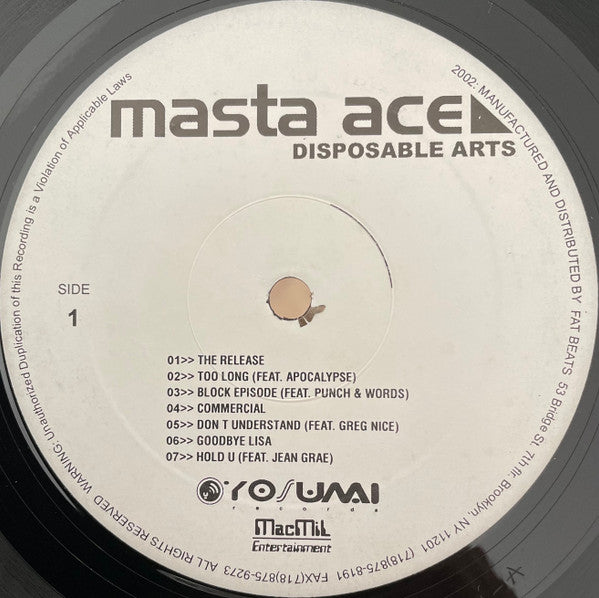 masta ace
DISPOSABLE ARTS
SIDE
1
01>> THE RELEASE
02>> TOO LONG (FEAT. APOCALYPSE)
03>> BLOCK EPISODE (FEAT. PUNCH & WORDS)
04>> COMMERCIAL
05>> DON T UNDERSTAND (FEAT. GREG NICE)
06>> GOODBYE LISA
07>> HOLD U (FEAT. JEAN GRAE)
YOSUMI
records
MacMiL
Entertainment
2002: MANUFACTURED AND DISTRIBUTED BY FAT BEATS 53 Bridge St. 7th flr. Brooklyn, NY 11201 (718)875-8191 FAX(718)875-9273 ALL RIGHTS RESERVED WARNING: Unauthorized Duplication of this Recording is a Violation of Applicable Laws
A